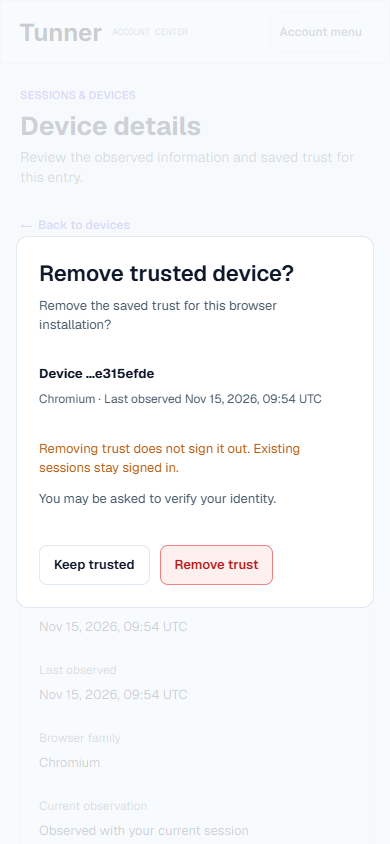 Tunner ACCOUNT CENTER
Account menu
SESSIONS & DEVICES
Device details
Review the observed information and saved trust for
this entry.
← Back to devices
Remove trusted device?
Remove the saved trust for this browser
installation?
Device …e315efde
Chromium · Last observed Nov 15, 2026, 09:54 UTC
Removing trust does not sign it out. Existing
sessions stay signed in.
You may be asked to verify your identity.
Keep trusted
Remove trust
Nov 15, 2026, 09:54 UTC
Last observed
Nov 15, 2026, 09:54 UTC
Browser family
Chromium
Current observation
Observed with your current session